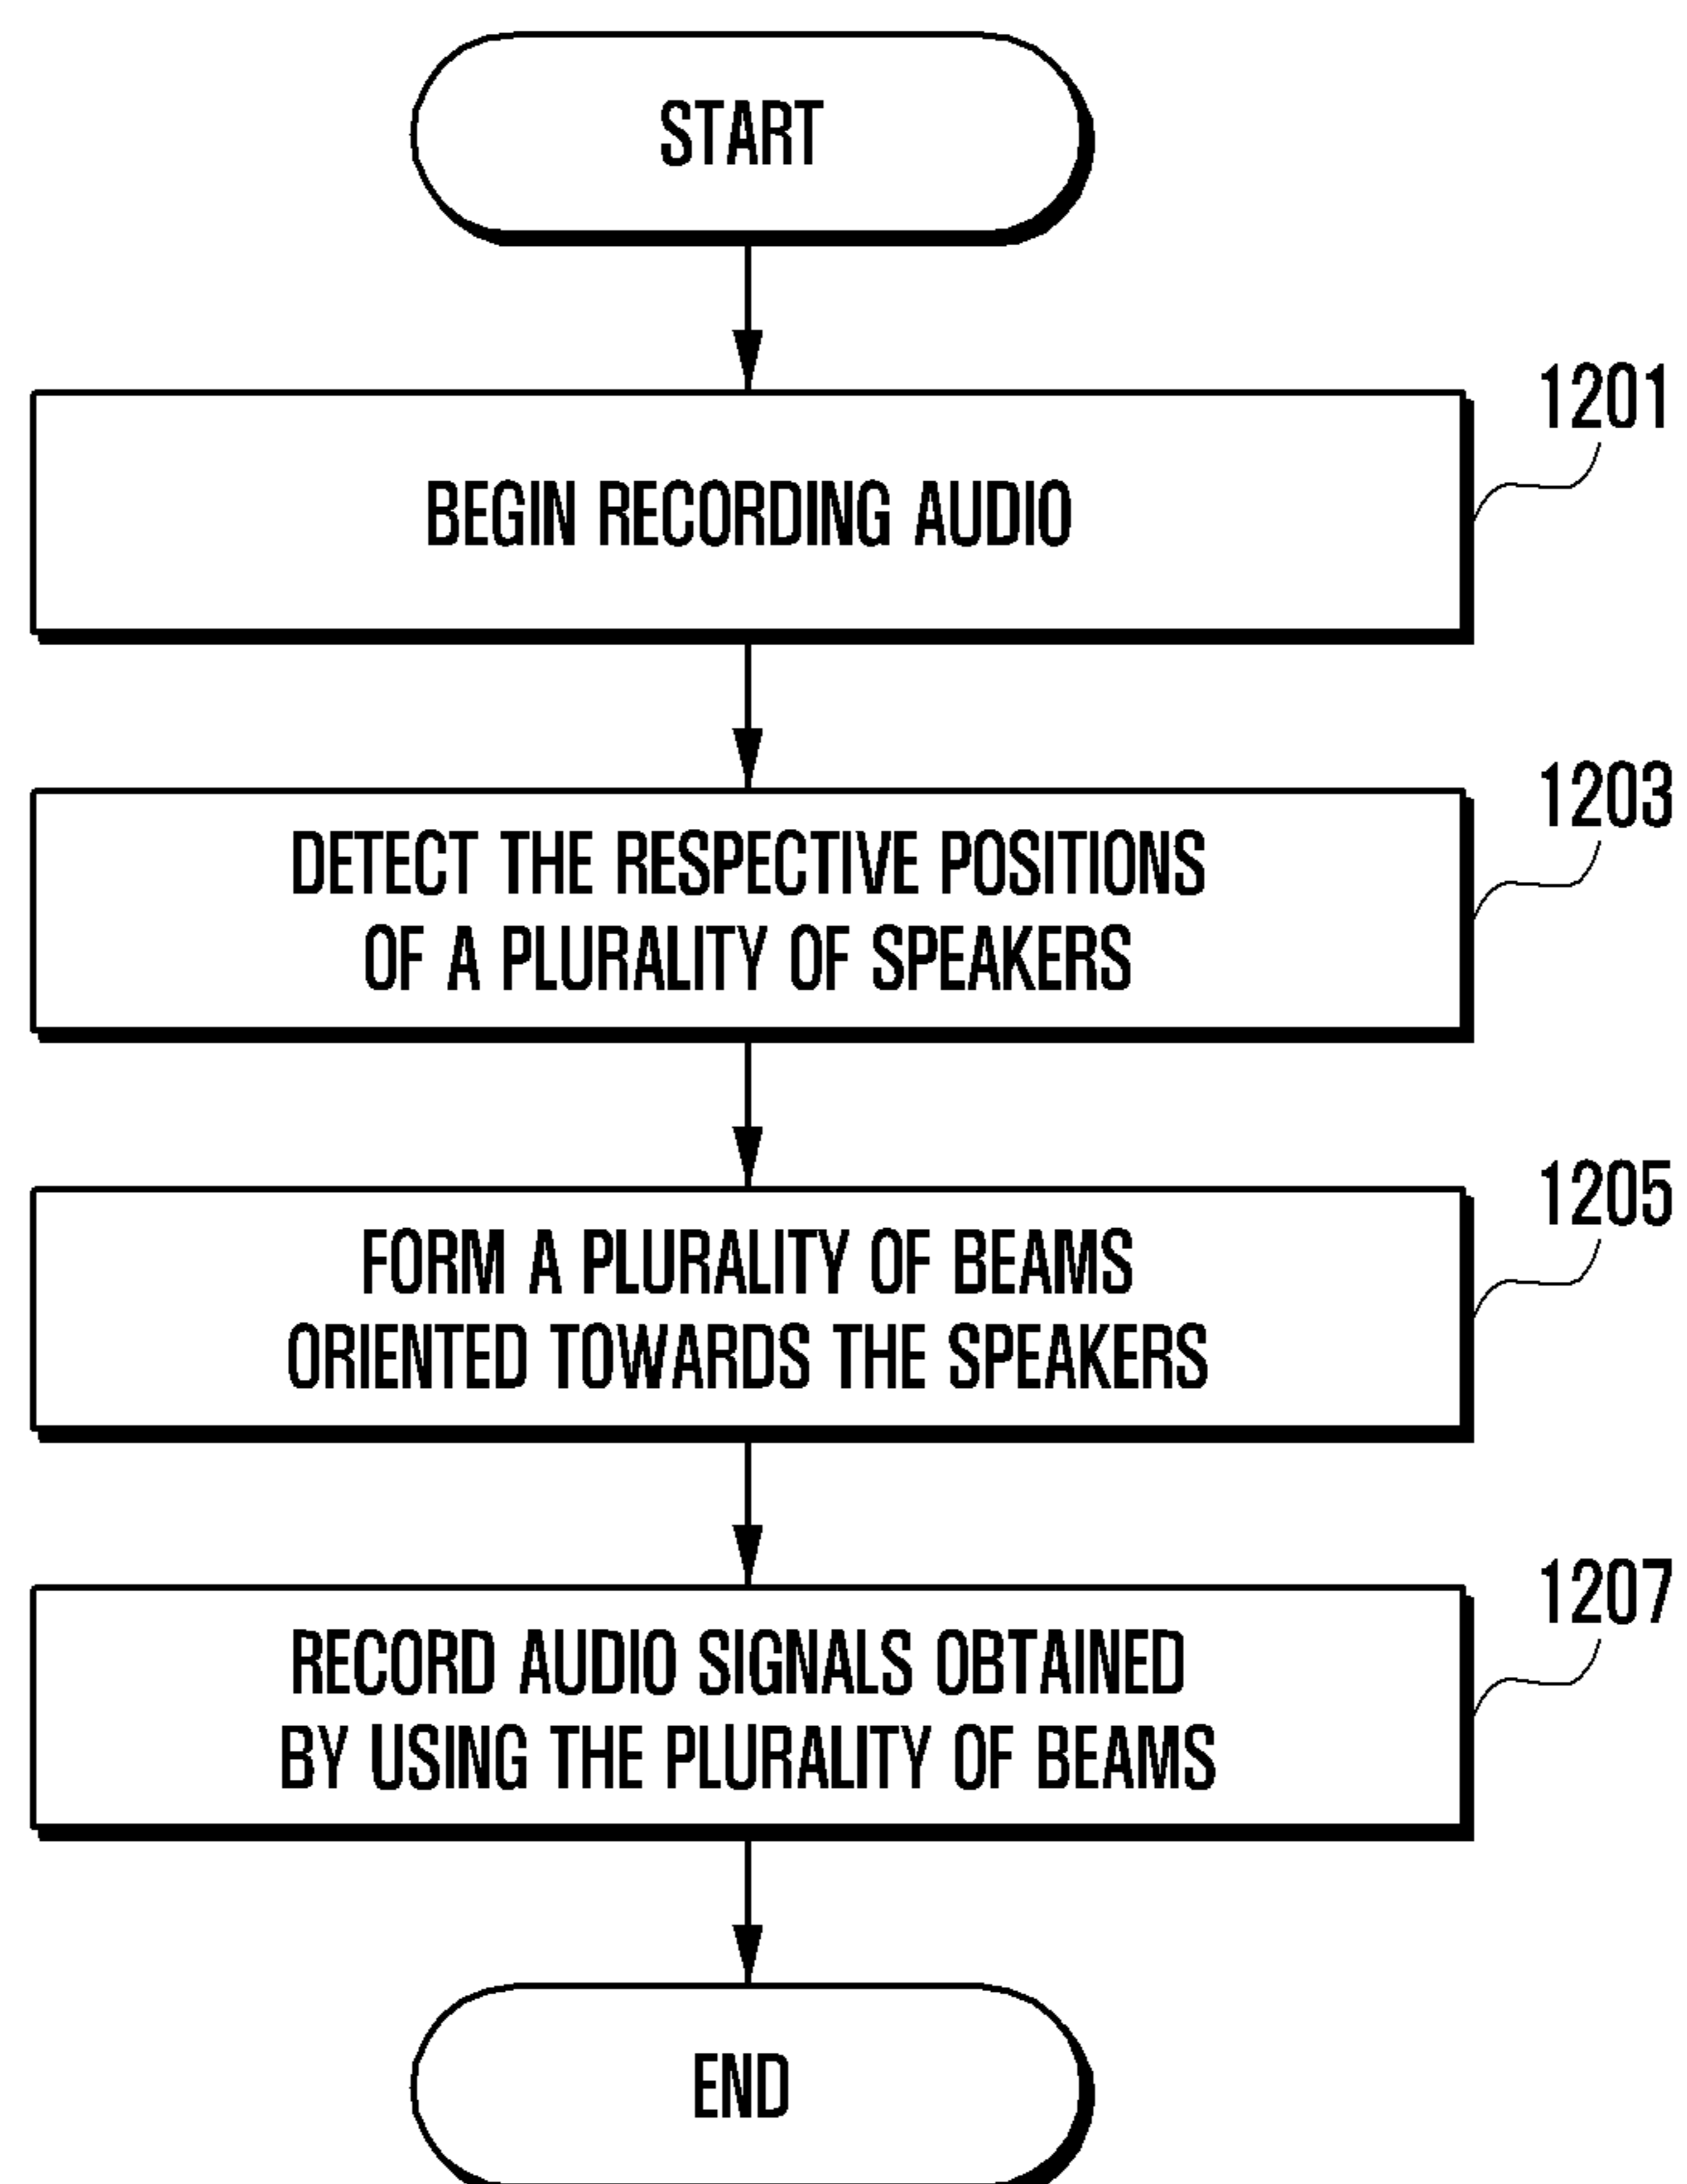 START
1201
BEGIN RECORDING AUDIO
1203
DETECT THE RESPECTIVE POSITIONS
OF A PLURALITY OF SPEAKERS
1205
FORM A PLURALITY OF BEAMS
ORIENTED TOWARDS THE SPEAKERS
1207
RECORD AUDIO SIGNALS OBTAINED
BY USING THE PLURALITY OF BEAMS
END